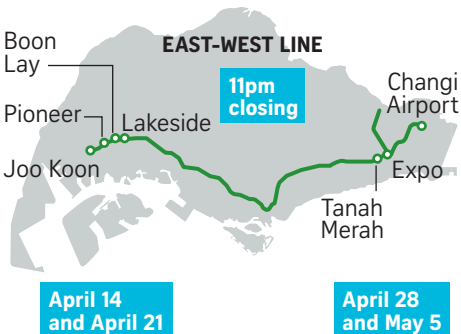 EAST-WEST LINE
11pm
closing
Boon
Lay
Pioneer
Lakeside
Joo Koon
Changi
Airport
Expo
Tanah
Merah
April 14
and April 21
April 28
and May 5